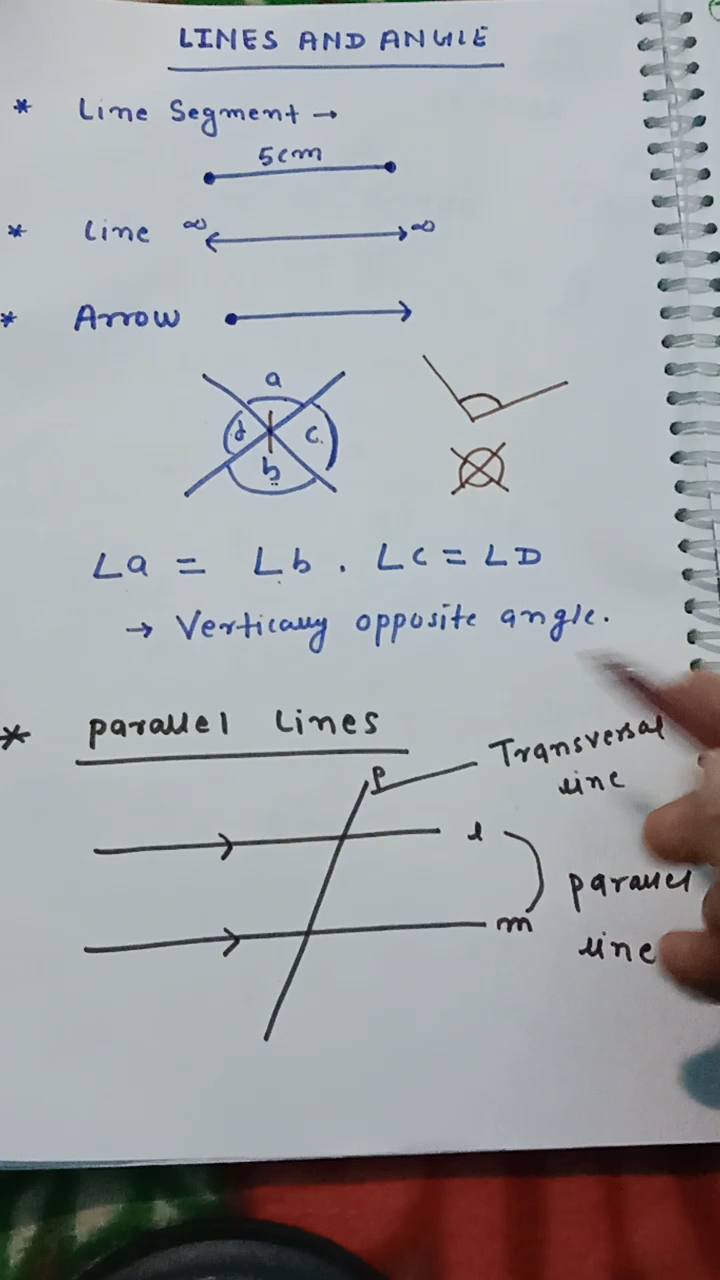 LINES AND ANGLE
* Line Segment →
5cm
* Line ∞ ∞
* Arrow
a
d c
b
∠a = ∠b . ∠c = ∠D
→ Vertically opposite angle.
* parallel Lines
P Transversal line
l
parallel line
m